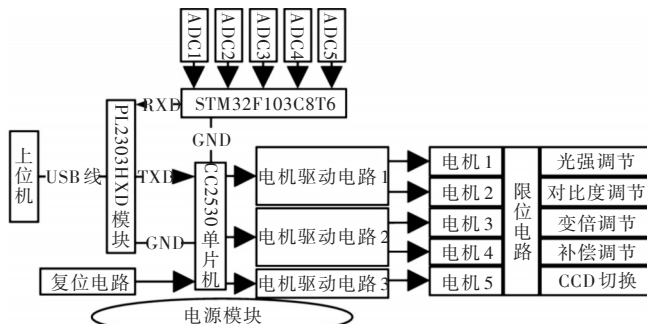 ADC1
ADC2
ADC3
ADC4
ADC5
RXD
STM32F103C8T6
GND
上位机
USB线
PL2303HXD模块
TXD
CC2530单片机
GND
电机驱动电路1
电机驱动电路2
电机驱动电路3
电机1
电机2
电机3
电机4
电机5
限位电路
光强调节
对比度调节
变倍调节
补偿调节
CCD切换
复位电路
电源模块